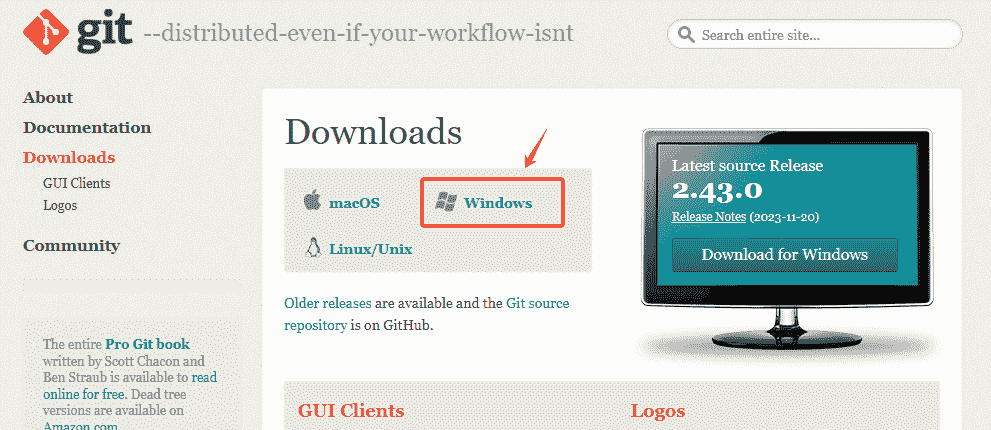 git --distributed-even-if-your-workflow-isnt
Search entire site...
About
Documentation
Downloads
GUI Clients
Logos
Community
The entire Pro Git book
written by Scott Chacon and
Ben Straub is available to read
online for free. Dead tree
versions are available on
Amazon.com
Downloads
macOS
Windows
Linux/Unix
Older releases are available and the Git source
repository is on GitHub.
Latest source Release
2.43.0
Release Notes (2023-11-20)
Download for Windows
GUI Clients
Logos